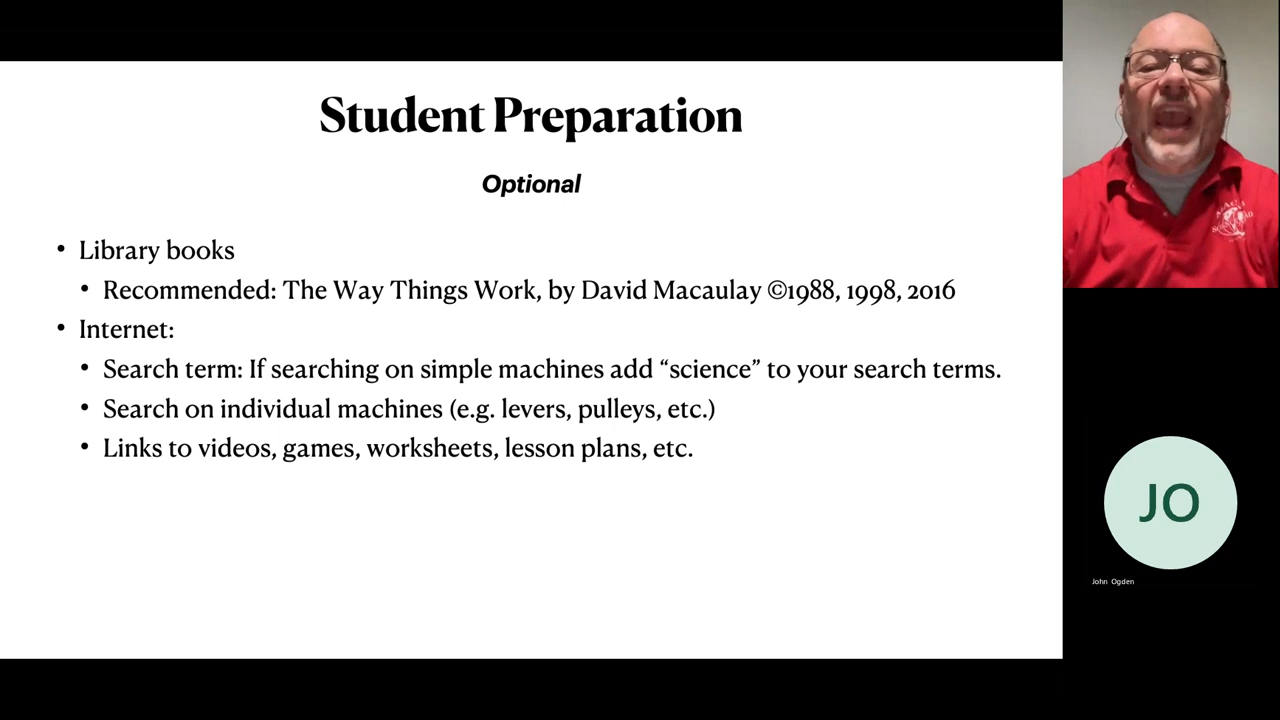 Student Preparation
Optional
• Library books
• Recommended: The Way Things Work, by David Macaulay ©1988, 1998, 2016
• Internet:
• Search term: If searching on simple machines add “science” to your search terms.
• Search on individual machines (e.g. levers, pulleys, etc.)
• Links to videos, games, worksheets, lesson plans, etc.
JO
John Ogden